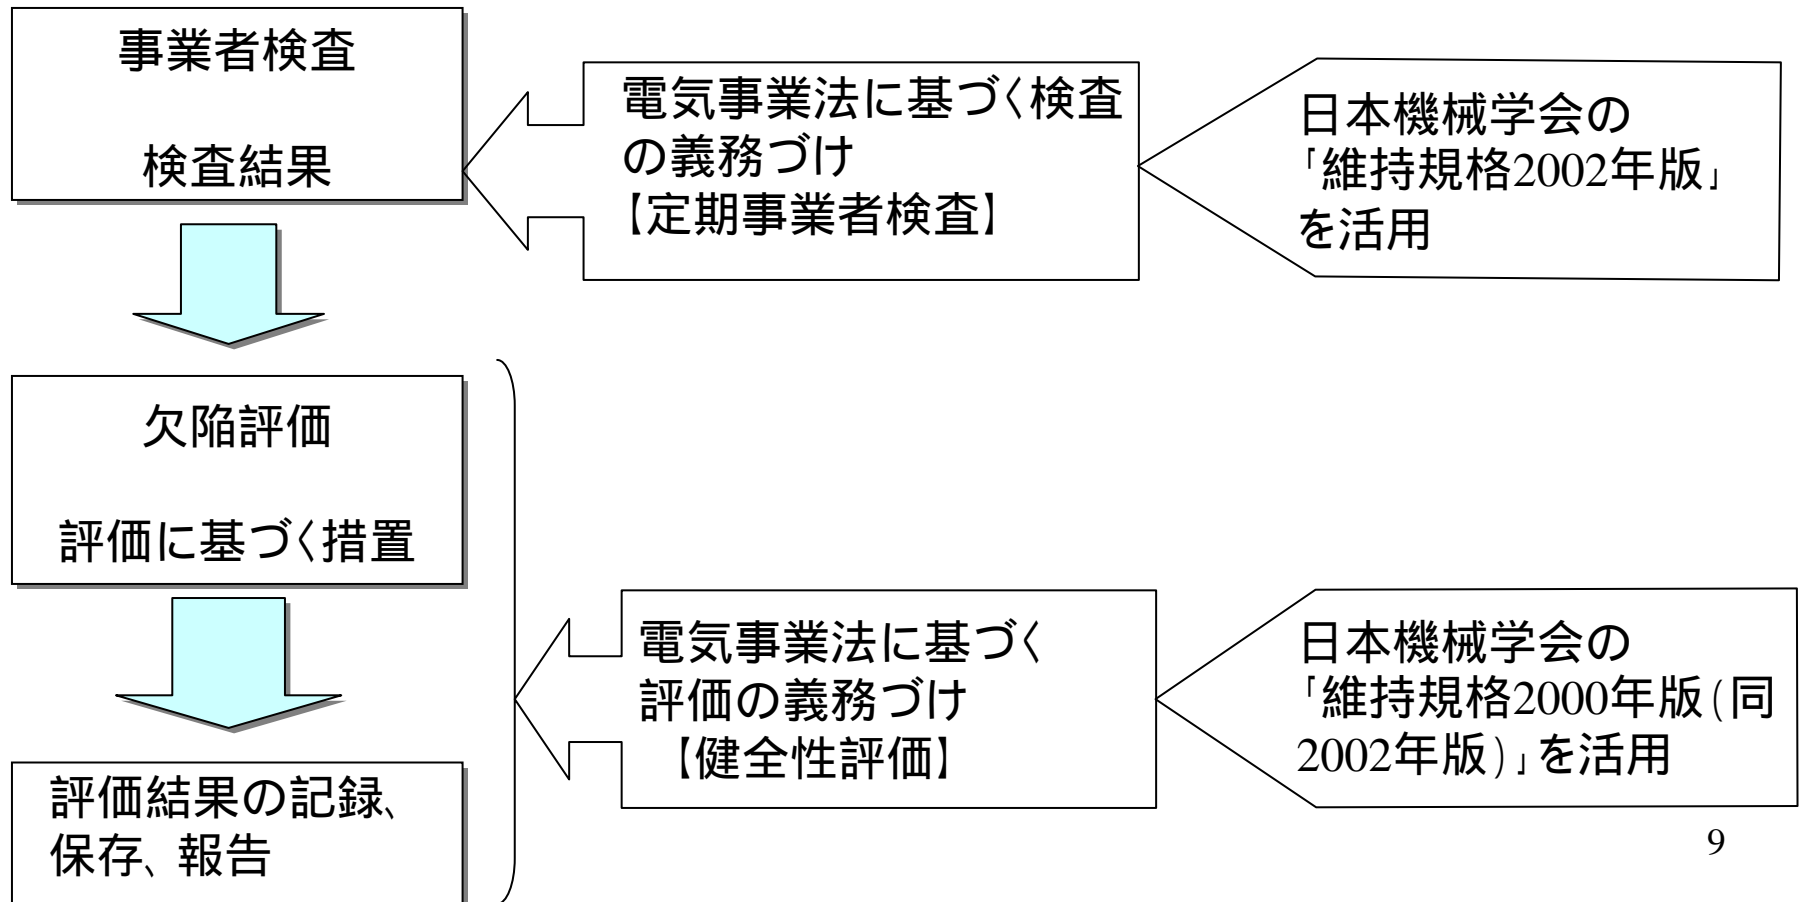 事業者検査
検査結果
電気事業法に基づく検査
の義務づけ
【定期事業者検査】
日本機械学会の
「維持規格2002年版」
を活用
欠陥評価
評価に基づく措置
電気事業法に基づく
評価の義務づけ
【健全性評価】
日本機械学会の
「維持規格2000年版(同
2002年版)」を活用
評価結果の記録、
保存、報告
9